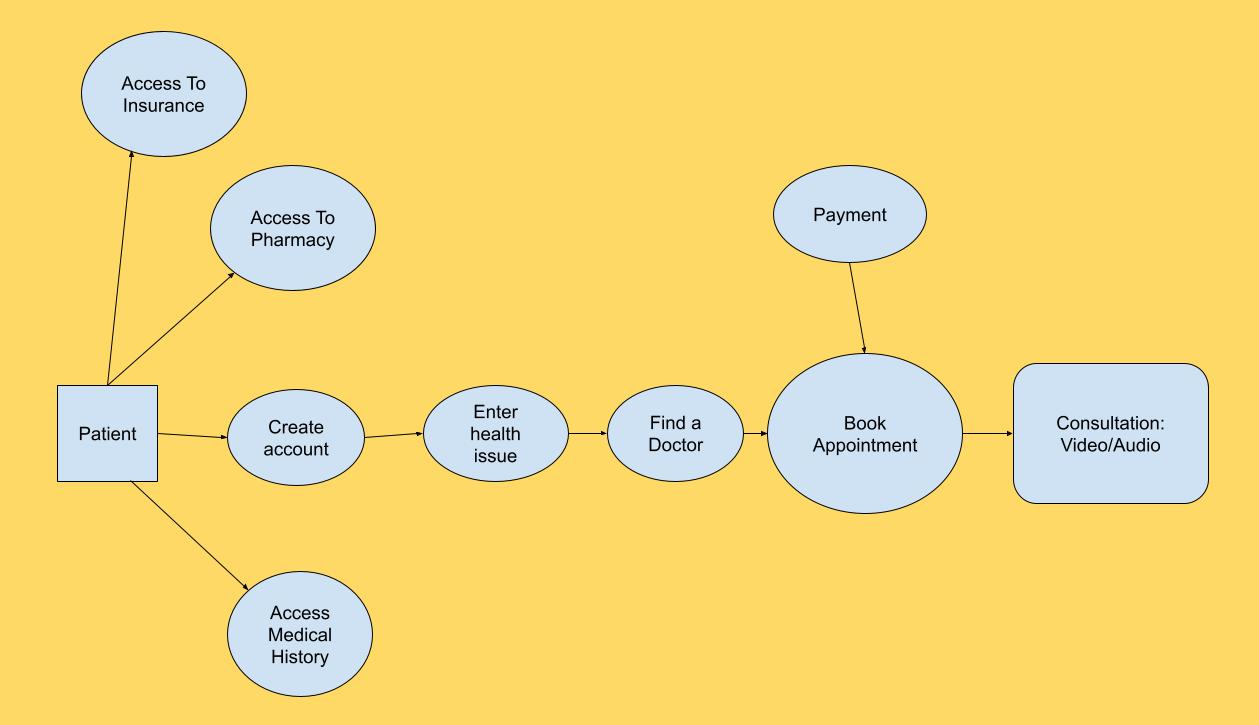 Access To
Insurance
Access To
Pharmacy
Payment
Patient
Create
account
Enter
health
issue
Find a
Doctor
Book
Appointment
Consultation:
Video/Audio
Access
Medical
History